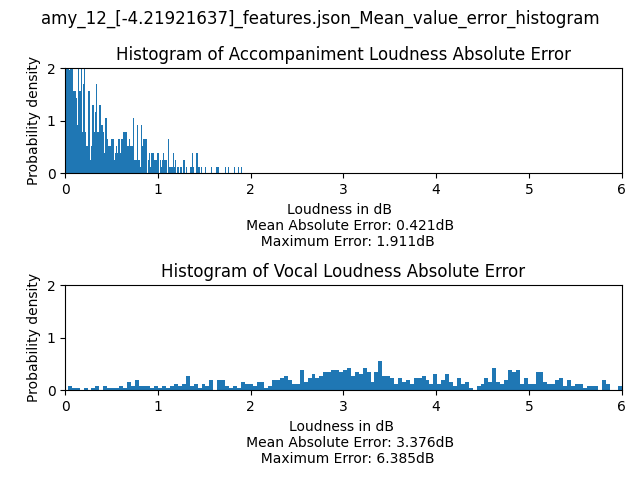 amy_12_[-4.21921637]_features.json_Mean_value_error_histogram
Histogram of Accompaniment Loudness Absolute Error
Probability density
2
1
0
0 1 2 3 4 5 6
Loudness in dB
Mean Absolute Error: 0.421dB
Maximum Error: 1.911dB
Histogram of Vocal Loudness Absolute Error
Probability density
2
1
0
0 1 2 3 4 5 6
Loudness in dB
Mean Absolute Error: 3.376dB
Maximum Error: 6.385dB